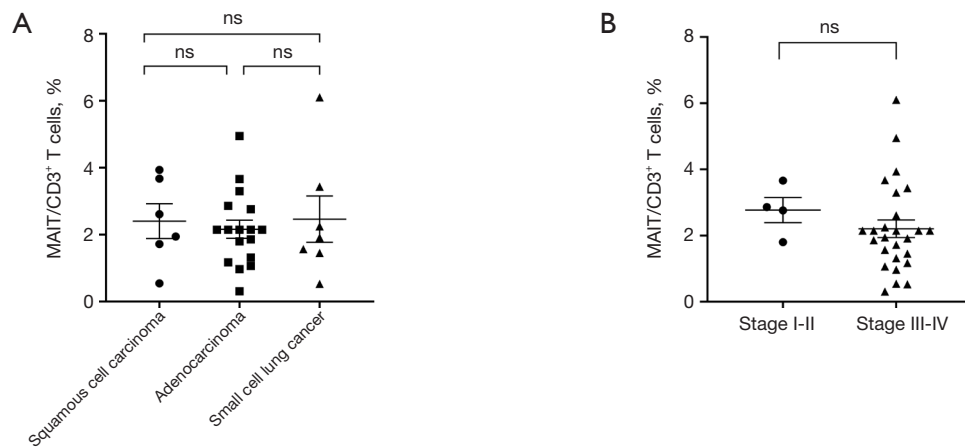 A
ns
ns
ns
MAIT/CD3⁺ T cells, %
8
6
4
2
0
Squamous cell carcinoma
Adenocarcinoma
Small cell lung cancer
B
ns
MAIT/CD3⁺ T cells, %
8
6
4
2
0
Stage I-II
Stage III-IV